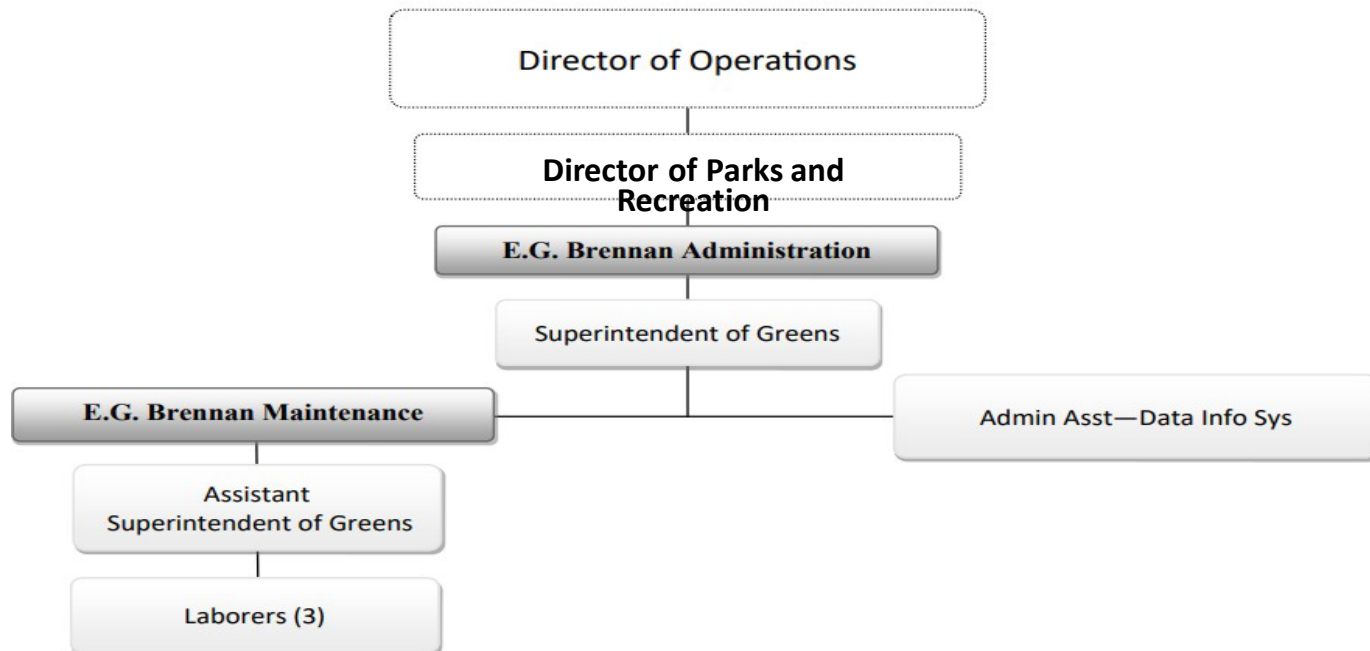 Director of Operations
Director of Parks and
Recreation
E.G. Brennan Administration
Superintendent of Greens
E.G. Brennan Maintenance
Admin Asst—Data Info Sys
Assistant
Superintendent of Greens
Laborers (3)